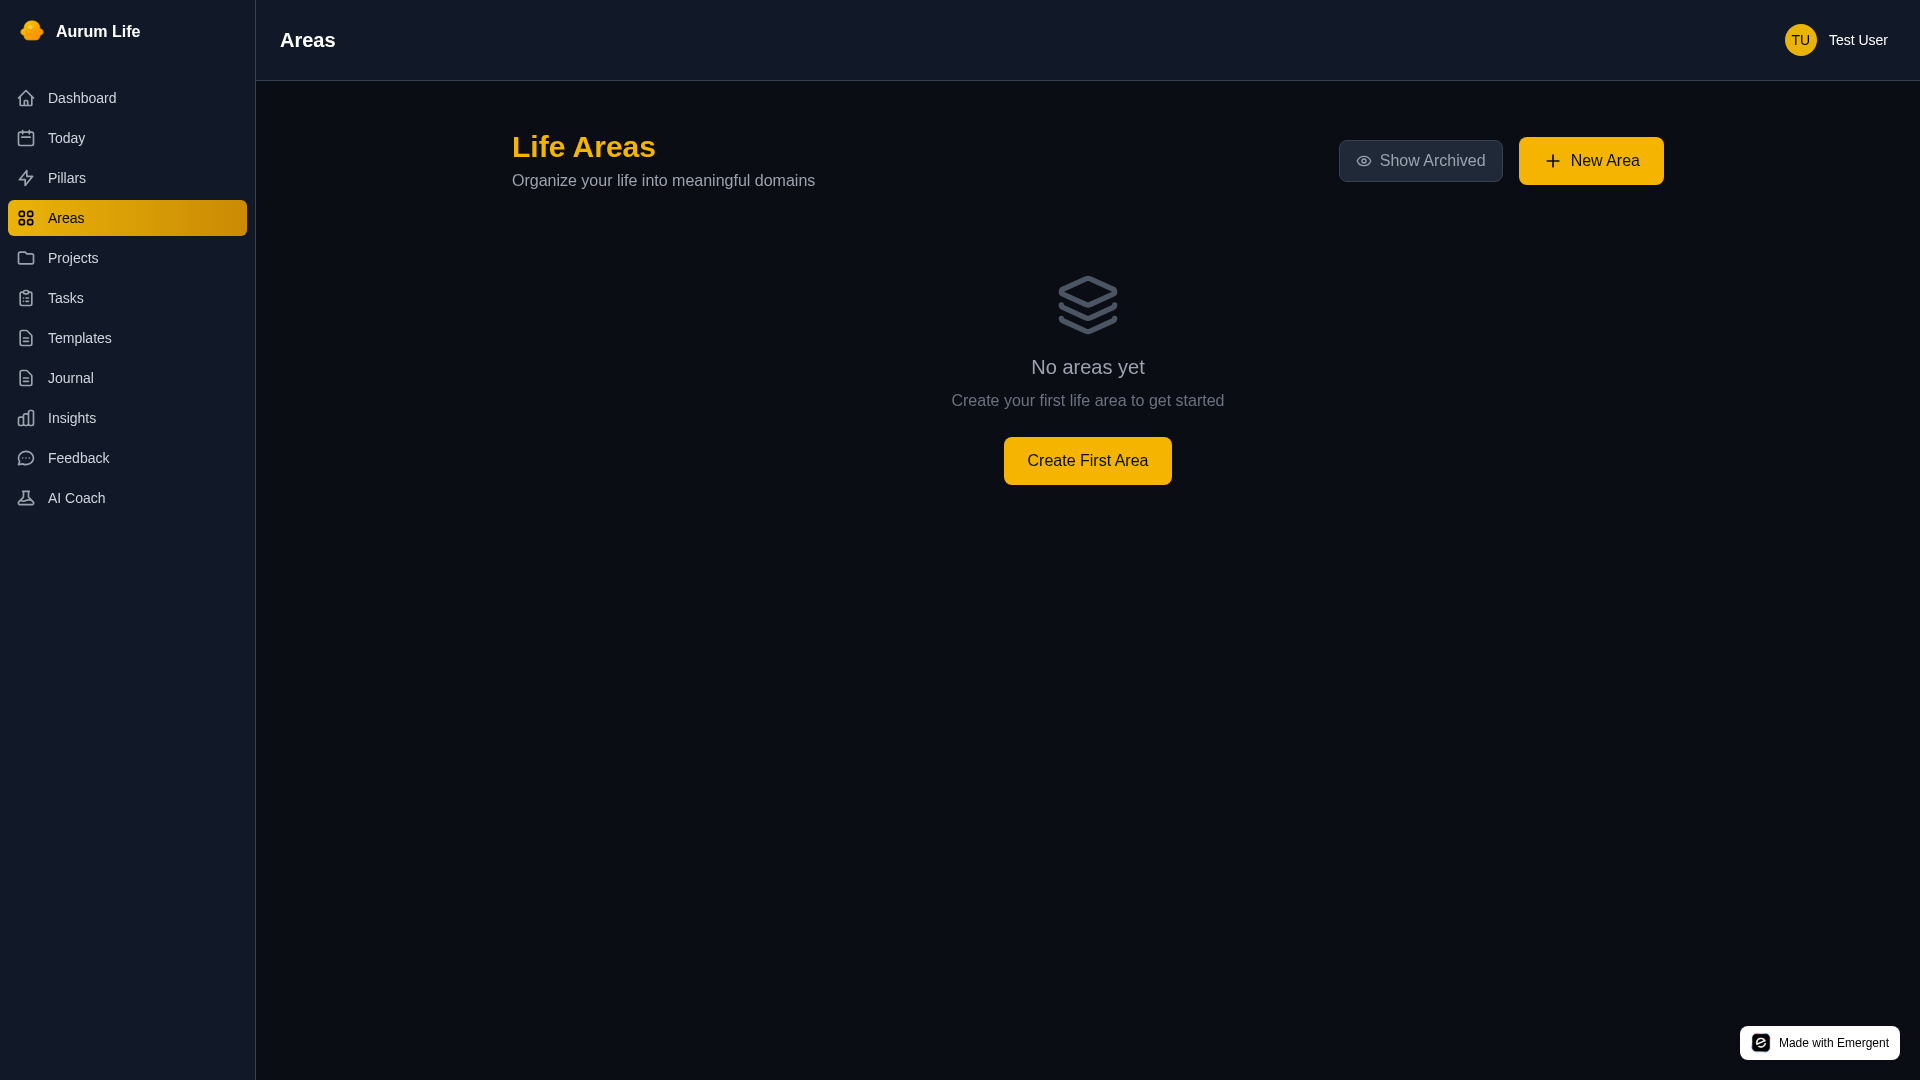 Aurum Life
Dashboard
Today
Pillars
Areas
Projects
Tasks
Templates
Journal
Insights
Feedback
AI Coach
Areas
TU
Test User
Life Areas
Organize your life into meaningful domains
Show Archived
New Area
No areas yet
Create your first life area to get started
Create First Area
Made with Emergent